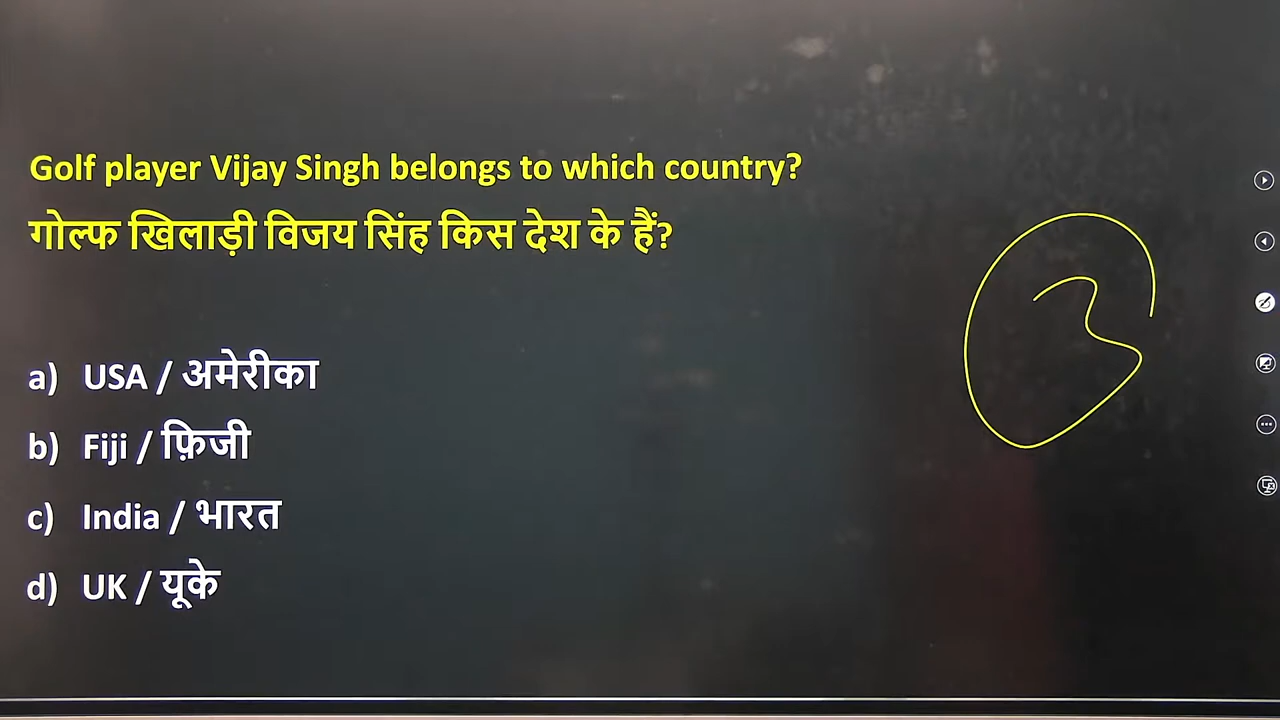 Golf player Vijay Singh belongs to which country?
गोल्फ खिलाड़ी विजय सिंह किस देश के हैं?
a) USA / अमेरीका
b) Fiji / फ़िजी
c) India / भारत
d) UK / यूके